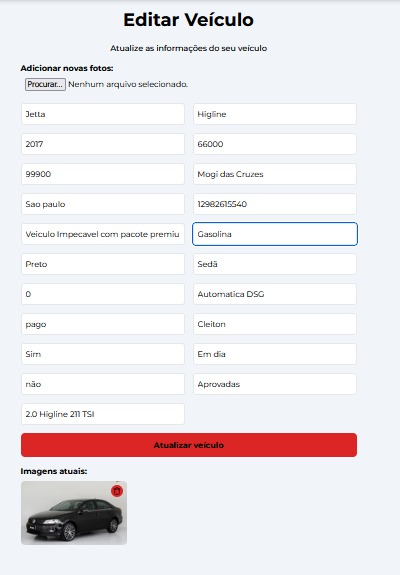 Editar Veículo
Atualize as informações do seu veículo
Adicionar novas fotos:
Procurar... Nenhum arquivo selecionado.
Jetta Higline
2017 66000
99900 Mogi das Cruzes
Sao paulo 12982615540
Veiculo Impecavel com pacote premiu Gasolina
Preto Sedã
0 Automatica DSG
pago Cleiton
Sim Em dia
não Aprovadas
2.0 Higline 211 TSI
Atualizar veículo
Imagens atuais: